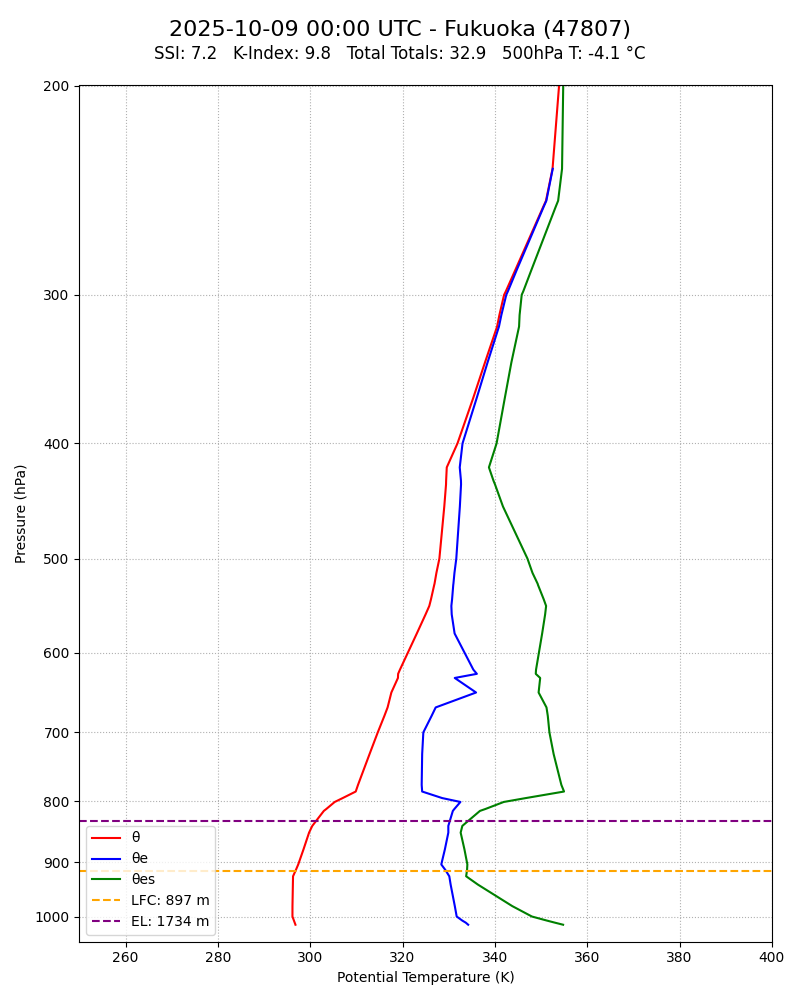 2025-10-09 00:00 UTC - Fukuoka (47807)
SSI: 7.2   K-Index: 9.8   Total Totals: 32.9   500hPa T: -4.1 °C
200
300
400
500
600
700
800
900
1000
Pressure (hPa)
θ
θe
θes
LFC: 897 m
EL: 1734 m
260
280
300
320
340
360
380
400
Potential Temperature (K)